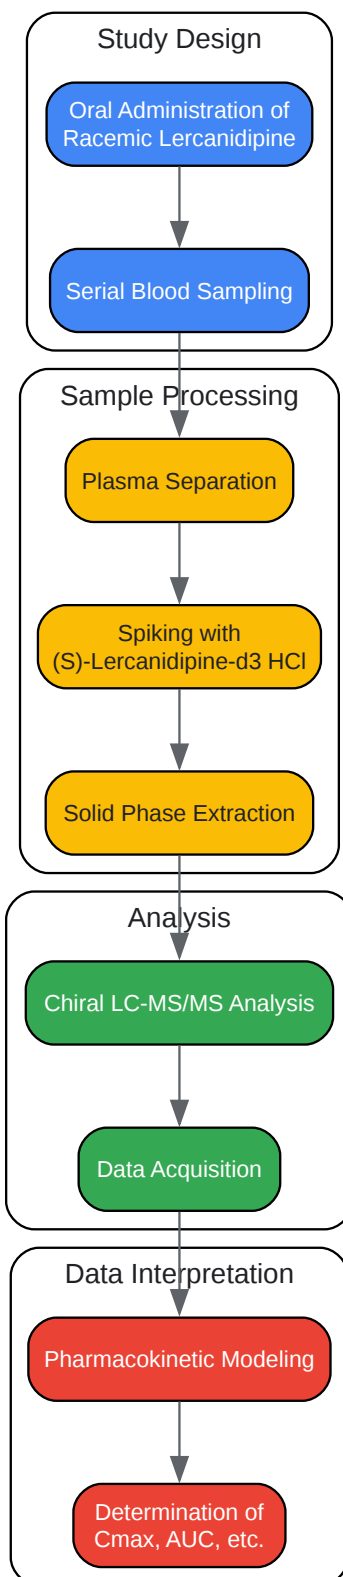 Study Design
Oral Administration of
Racemic Lercanidipine
Serial Blood Sampling
Sample Processing
Plasma Separation
Spiking with
(S)-Lercanidipine-d3 HCl
Solid Phase Extraction
Analysis
Chiral LC-MS/MS Analysis
Data Acquisition
Data Interpretation
Pharmacokinetic Modeling
Determination of
Cmax, AUC, etc.